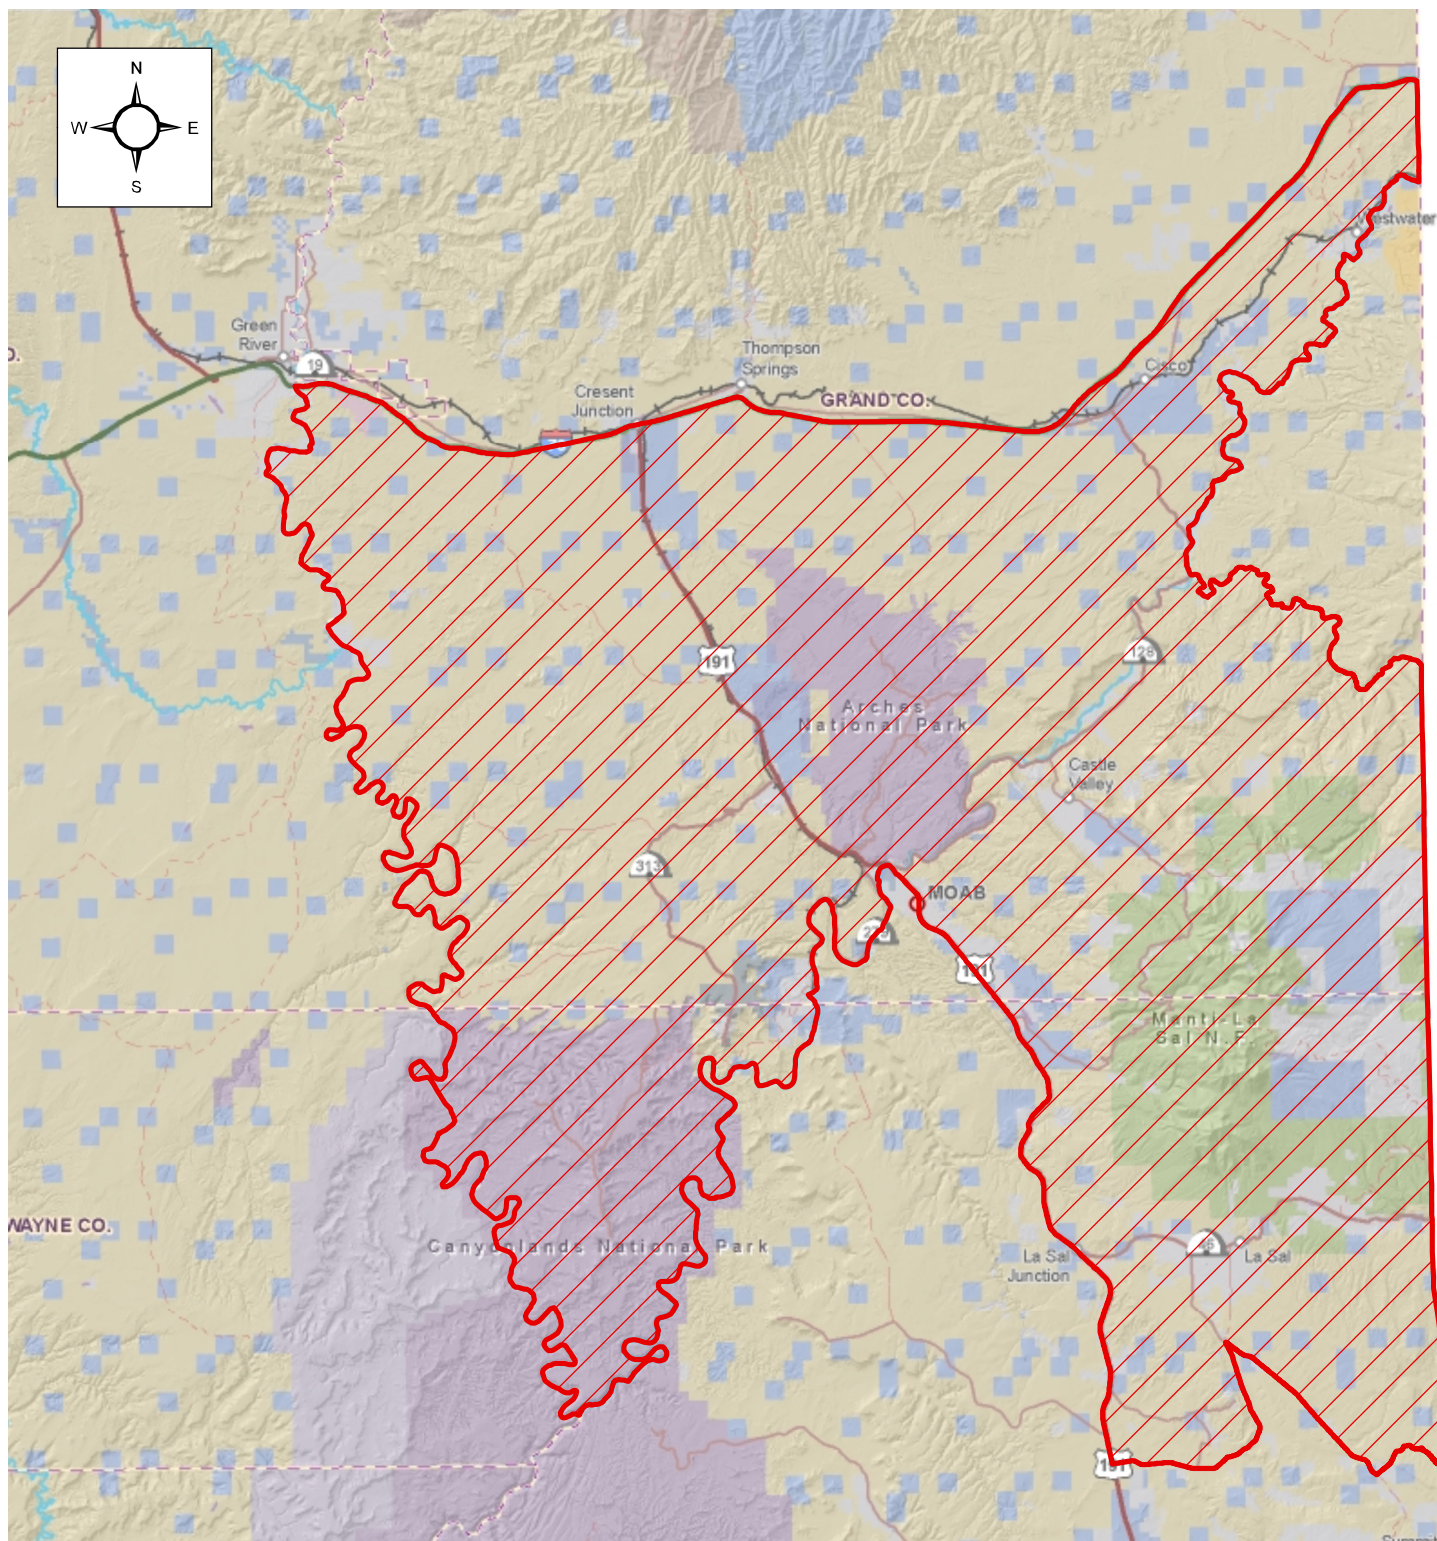 N
W
E
S
Westwater
Green
River
19
Thompson
Springs
Cisco
Cresent
Junction
GRAND CO.
191
128
Arches
National Park
Castle
Valley
313
MOAB
279
191
Manti-La
Sal N.F.
WAYNE CO.
Canyonlands National Park
La Sal
Junction
46
La Sal
191